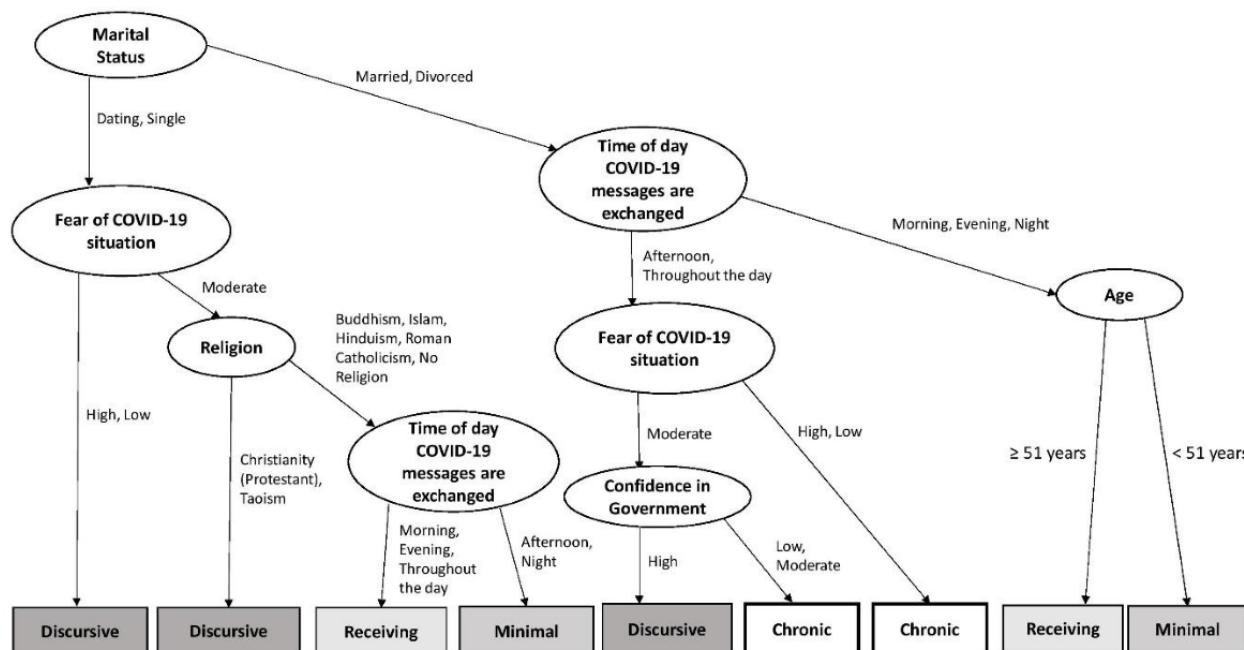 Marital
Status
Married, Divorced
Dating, Single
Time of day
COVID-19
messages are
exchanged
Fear of COVID-19
situation
Morning, Evening, Night
Afternoon,
Throughout the day
Moderate
Age
Buddhism, Islam,
Hinduism, Roman
Catholicism, No
Religion
Religion
Fear of COVID-19
situation
High, Low
Time of day
COVID-19
messages are
exchanged
Moderate
High, Low
≥ 51 years
< 51 years
Christianity
(Protestant),
Taoism
Confidence in
Government
Morning,
Evening,
Throughout
the day
Afternoon,
Night
High
Low,
Moderate
Discursive
Discursive
Receiving
Minimal
Discursive
Chronic
Chronic
Receiving
Minimal